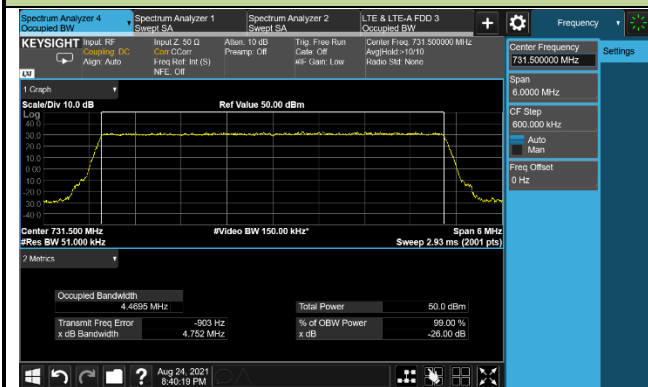 Spectrum Analyzer 4
Occupied BW
Spectrum Analyzer 1
Swept SA
Spectrum Analyzer 2
Swept SA
LTE & LTE-A FDD 3
Occupied BW
Frequency
KEYSIGHT
Input: RF
Coupling: DC
Align: Auto
Input Z: 50 Ω
Corr CCorr
Freq Ref: Int (S)
NFE: Off
Atten: 10 dB
Preamp: Off
Trig: Free Run
Gate: Off
#IF Gain: Low
Center Freq: 731.500000 MHz
Avg|Hold:>10/10
Radio Std: None
LXI
Center Frequency
731.500000 MHz
Settings
Span
6.0000 MHz
CF Step
600.000 kHz
Auto
Man
Freq Offset
0 Hz
1 Graph
Scale/Div 10.0 dB
Ref Value 50.00 dBm
Log
40.0
30.0
20.0
10.0
0.00
-10.0
-20.0
-30.0
-40.0
Center 731.500 MHz
#Video BW 150.00 kHz*
Span 6 MHz
#Res BW 51.000 kHz
Sweep 2.93 ms (2001 pts)
2 Metrics
Occupied Bandwidth
4.4695 MHz
Total Power 50.0 dBm
Transmit Freq Error -903 Hz
% of OBW Power 99.00 %
x dB Bandwidth 4.752 MHz
x dB -26.00 dB
?
Aug 24, 2021
8:40:19 PM